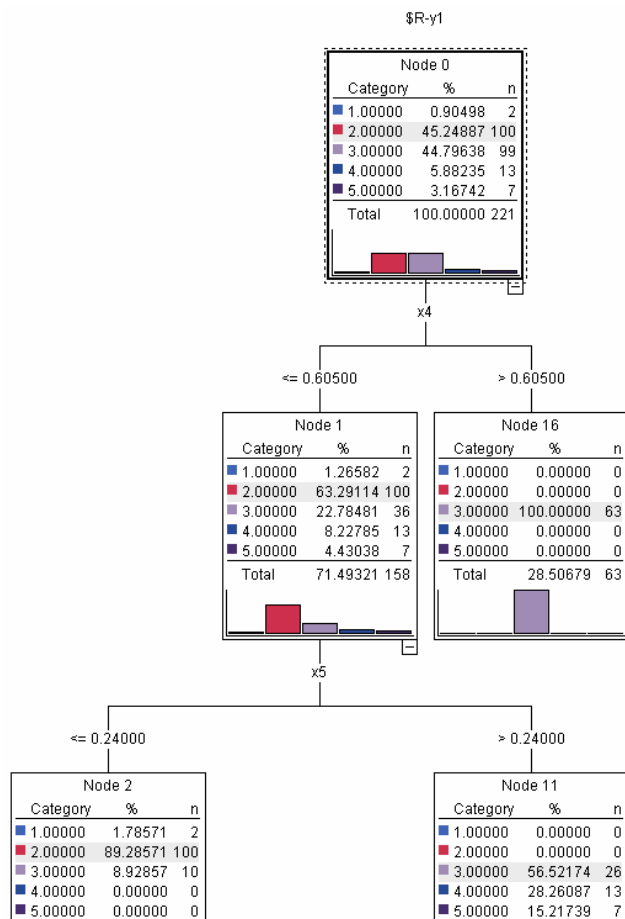 $R-y1
Node 0
Category % n
1.00000 0.90498 2
2.00000 45.24887 100
3.00000 44.79638 99
4.00000 5.88235 13
5.00000 3.16742 7
Total 100.00000 221
x4
<= 0.60500 > 0.60500
Node 1
Category % n
1.00000 1.26582 2
2.00000 63.29114 100
3.00000 22.78481 36
4.00000 8.22785 13
5.00000 4.43038 7
Total 71.49321 158
Node 16
Category % n
1.00000 0.00000 0
2.00000 0.00000 0
3.00000 100.00000 63
4.00000 0.00000 0
5.00000 0.00000 0
Total 28.50679 63
x5
<= 0.24000 > 0.24000
Node 2
Category % n
1.00000 1.78571 2
2.00000 89.28571 100
3.00000 8.92857 10
4.00000 0.00000 0
5.00000 0.00000 0
Node 11
Category % n
1.00000 0.00000 0
2.00000 0.00000 0
3.00000 56.52174 26
4.00000 28.26087 13
5.00000 15.21739 7